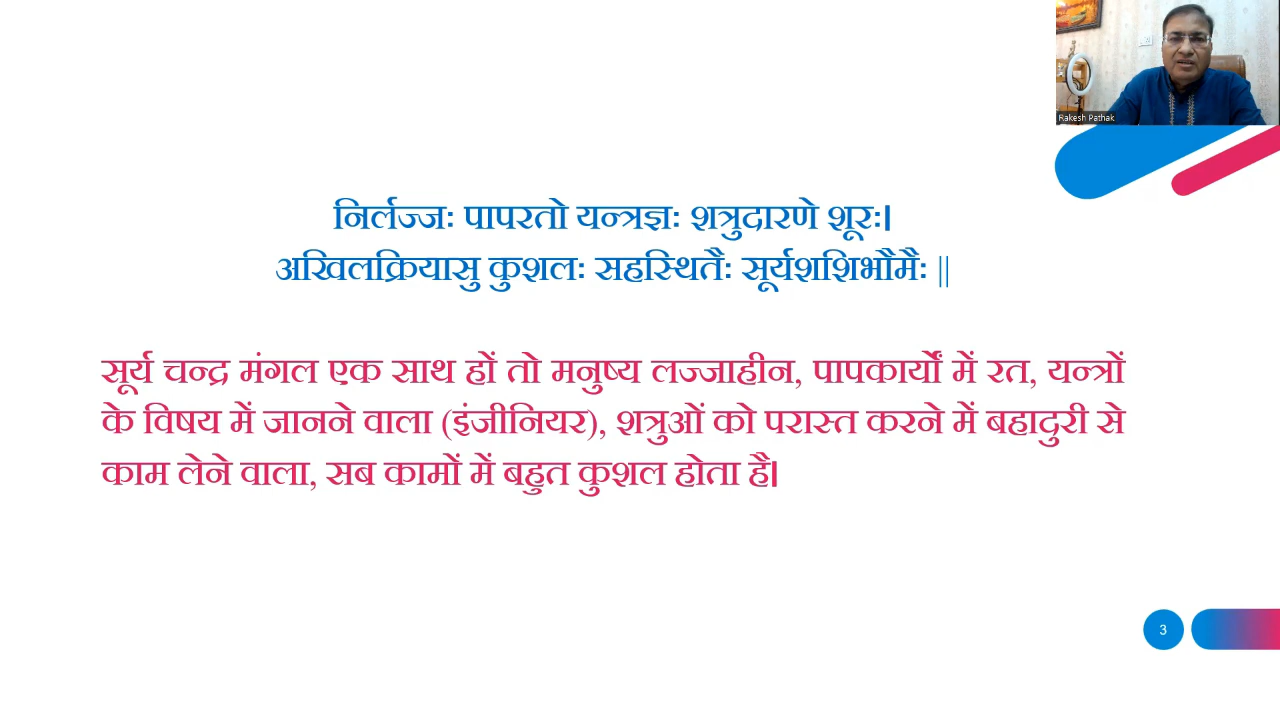 Rakesh Pathak
निर्लज्जः पापरतो यन्त्रज्ञः शत्रुदारणे शूरः।
अखिलक्रियासु कुशलः सहस्थितैः सूर्यशशिभौमैः ||
सूर्य चन्द्र मंगल एक साथ हों तो मनुष्य लज्जाहीन, पापकार्यों में रत, यन्त्रों
के विषय में जानने वाला (इंजीनियर), शत्रुओं को परास्त करने में बहादुरी से
काम लेने वाला, सब कामों में बहुत कुशल होता है।
3